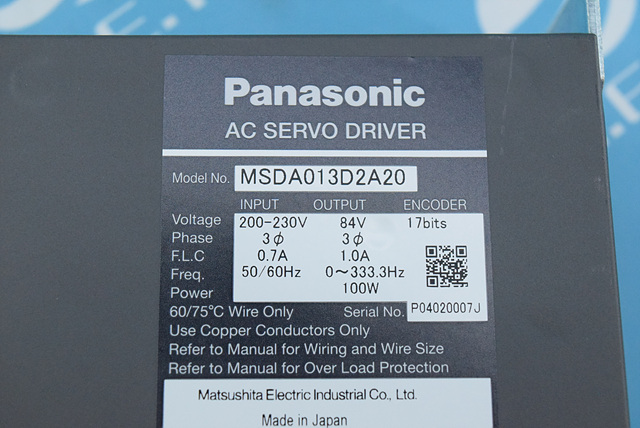 Panasonic
AC SERVO DRIVER
Model No. MSDA013D2A20
INPUT OUTPUT ENCODER
Voltage 200-230V 84V 17bits
Phase 3ϕ 3ϕ
F.L.C 0.7A 1.0A
Freq. 50/60Hz 0～333.3Hz
Power 100W
60/75℃ Wire Only Serial No. P04020007J
Use Copper Conductors Only
Refer to Manual for Wiring and Wire Size
Refer to Manual for Over Load Protection
Matsushita Electric Industrial Co., Ltd.
Made in Japan